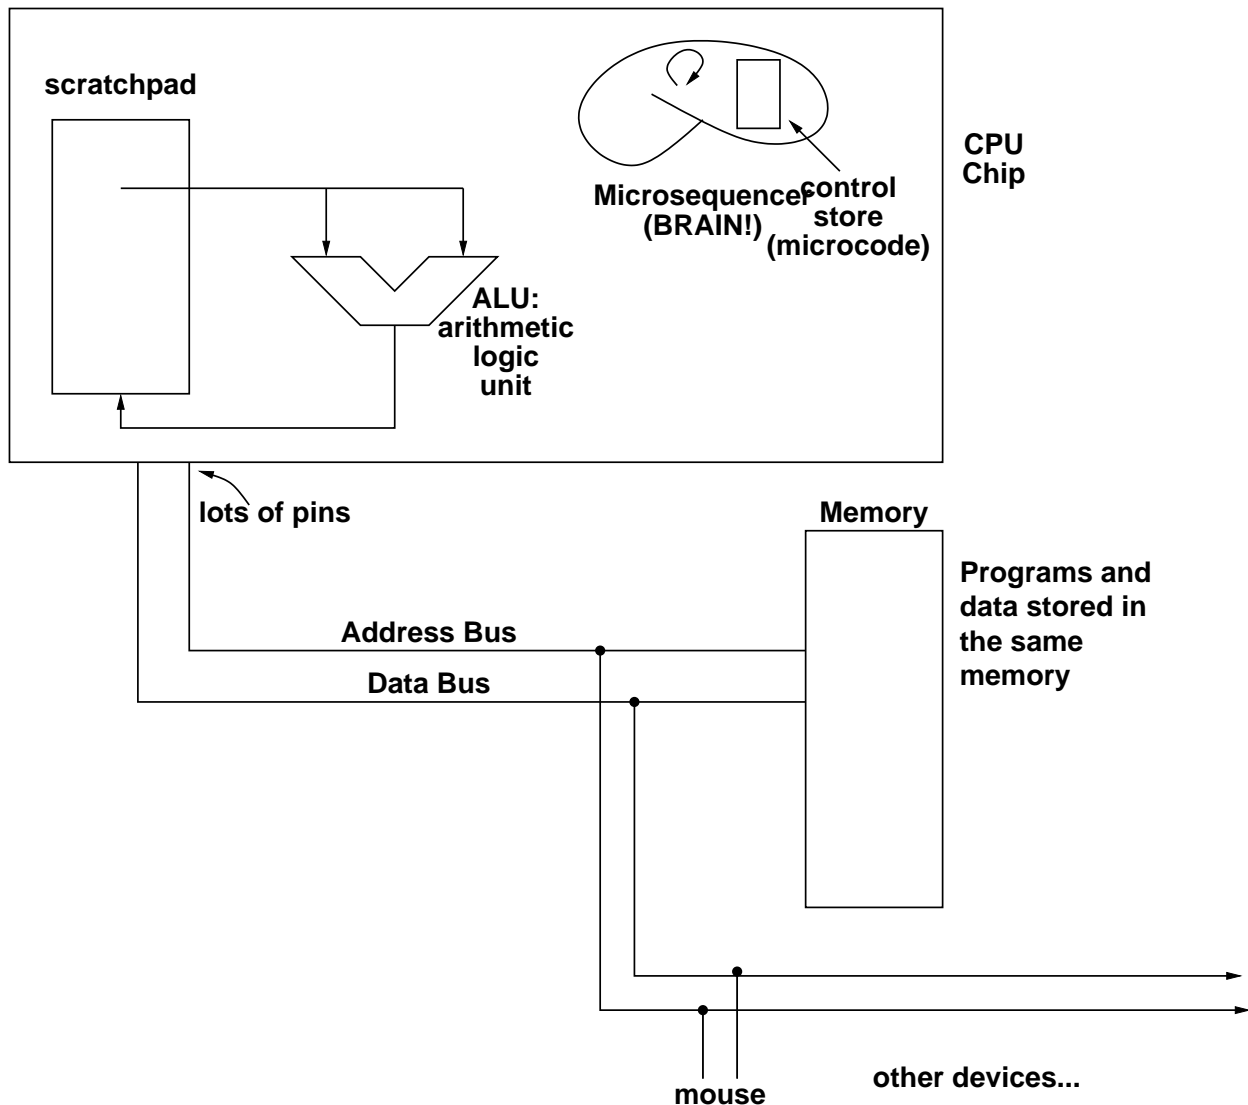 scratchpad
CPU
Chip
Microsequencer
(BRAIN!)
control
store
(microcode)
ALU:
arithmetic
logic
unit
lots of pins
Memory
Programs and
data stored in
the same
memory
Address Bus
Data Bus
other devices...
mouse